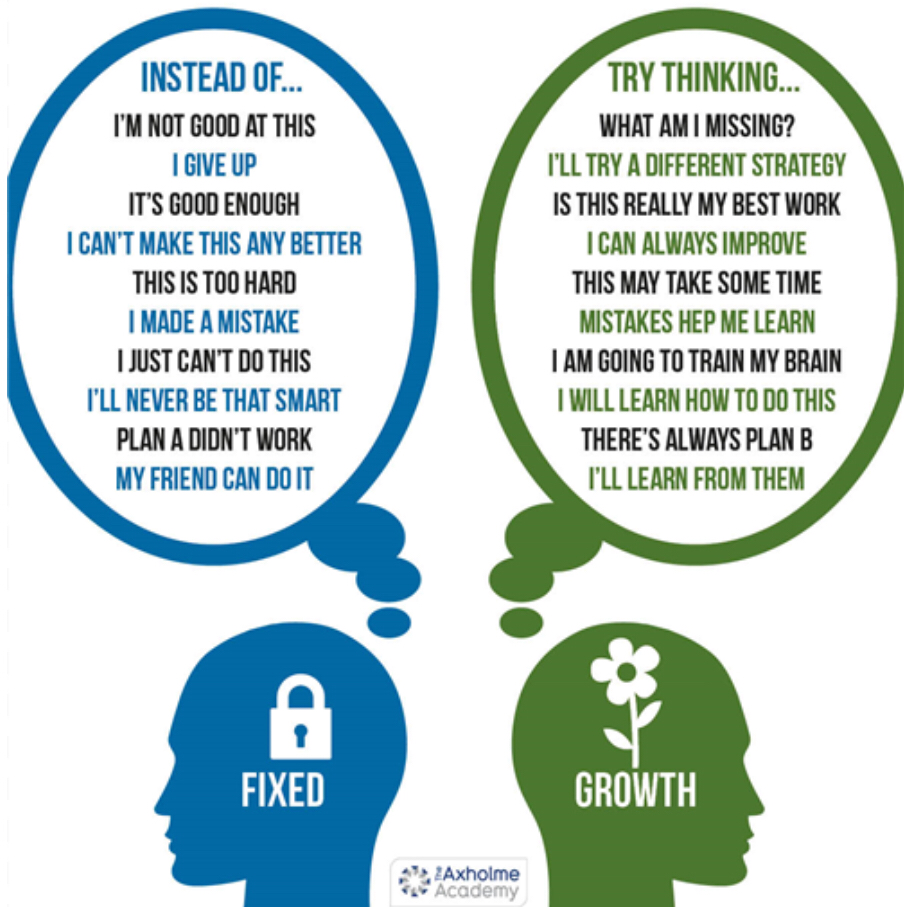 INSTEAD OF...
I'M NOT GOOD AT THIS
I GIVE UP
IT'S GOOD ENOUGH
I CAN'T MAKE THIS ANY BETTER
THIS IS TOO HARD
I MADE A MISTAKE
I JUST CAN'T DO THIS
I'LL NEVER BE THAT SMART
PLAN A DIDN'T WORK
MY FRIEND CAN DO IT
TRY THINKING...
WHAT AM I MISSING?
I'LL TRY A DIFFERENT STRATEGY
IS THIS REALLY MY BEST WORK
I CAN ALWAYS IMPROVE
THIS MAY TAKE SOME TIME
MISTAKES HEP ME LEARN
I AM GOING TO TRAIN MY BRAIN
I WILL LEARN HOW TO DO THIS
THERE'S ALWAYS PLAN B
I'LL LEARN FROM THEM
FIXED
GROWTH
The Axholme
Academy